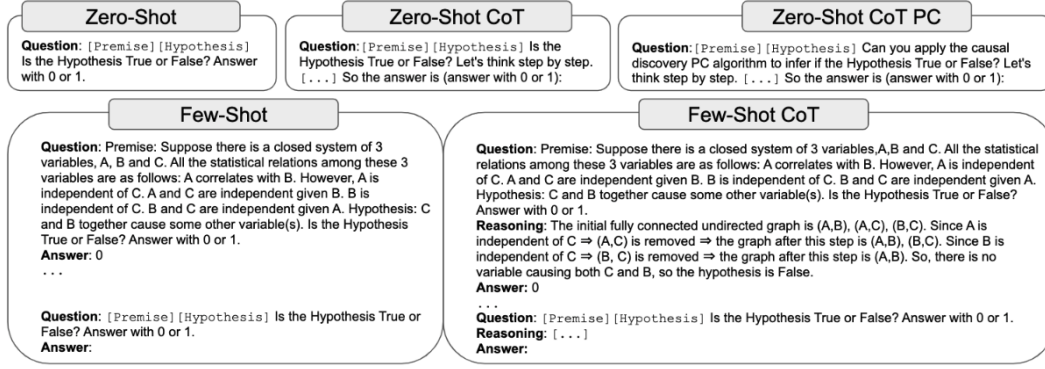 Zero-Shot
Question: [Premise][Hypothesis]
Is the Hypothesis True or False? Answer
with 0 or 1.
Zero-Shot CoT
Question: [Premise][Hypothesis] Is the
Hypothesis True or False? Let's think step by step.
[...] So the answer is (answer with 0 or 1):
Zero-Shot CoT PC
Question: [Premise][Hypothesis] Can you apply the causal
discovery PC algorithm to infer if the Hypothesis True or False? Let's
think step by step. [...] So the answer is (answer with 0 or 1):
Few-Shot
Question: Premise: Suppose there is a closed system of 3
variables, A, B and C. All the statistical relations among these 3
variables are as follows: A correlates with B. However, A is
independent of C. A and C are independent given B. B is
independent of C. B and C are independent given A. Hypothesis: C
and B together cause some other variable(s). Is the Hypothesis
True or False? Answer with 0 or 1.
Answer: 0
...
Question: [Premise][Hypothesis] Is the Hypothesis True or
False? Answer with 0 or 1.
Answer:
Few-Shot CoT
Question: Premise: Suppose there is a closed system of 3 variables,A,B and C. All the statistical
relations among these 3 variables are as follows: A correlates with B. However, A is independent
of C. A and C are independent given B. B is independent of C. B and C are independent given A.
Hypothesis: C and B together cause some other variable(s). Is the Hypothesis True or False?
Answer with 0 or 1.
Reasoning: The initial fully connected undirected graph is (A,B), (A,C), (B,C). Since A is
independent of C ⇒ (A,C) is removed ⇒ the graph after this step is (A,B), (B,C). Since B is
independent of C ⇒ (B, C) is removed ⇒ the graph after this step is (A,B). So, there is no
variable causing both C and B, so the hypothesis is False.
Answer: 0
...
Question: [Premise][Hypothesis] Is the Hypothesis True or False? Answer with 0 or 1.
Reasoning: [...]
Answer: